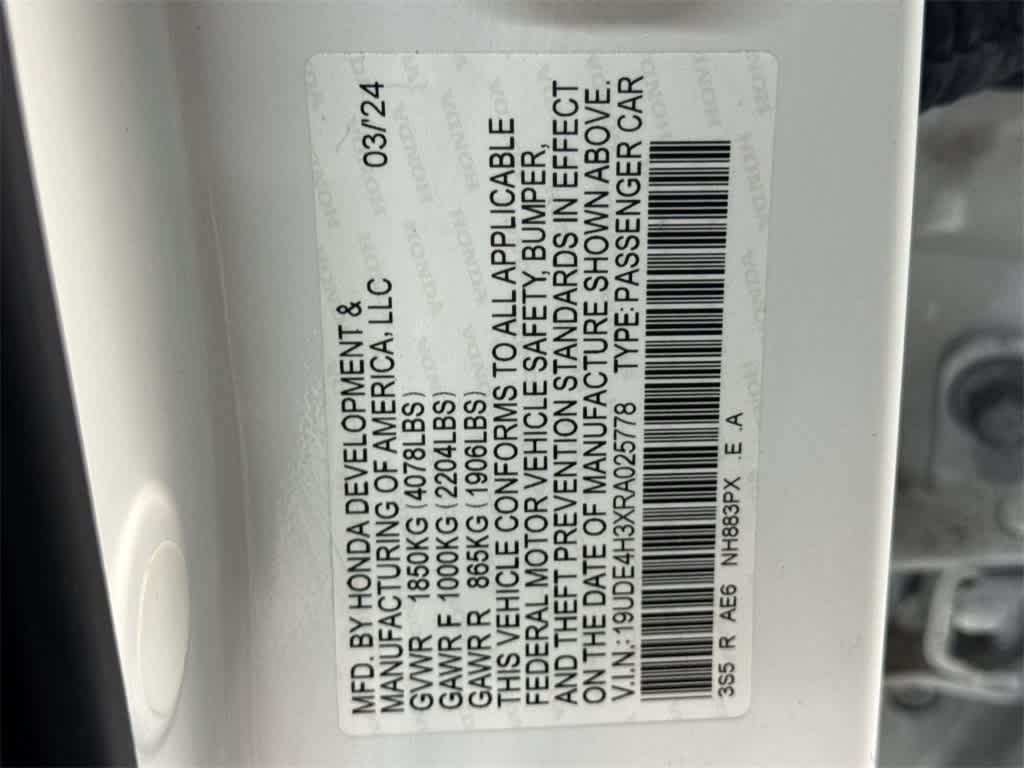 MFD. BY HONDA DEVELOPMENT &
MANUFACTURING OF AMERICA, LLC 03/'24
GVWR 1850KG (4078LBS)
GAWR F 1000KG (2204LBS)
GAWR R 865KG (1906LBS)
THIS VEHICLE CONFORMS TO ALL APPLICABLE
FEDERAL MOTOR VEHICLE SAFETY, BUMPER,
AND THEFT PREVENTION STANDARDS IN EFFECT
ON THE DATE OF MANUFACTURE SHOWN ABOVE.
V.I.N.: 19UDE4H3XRA025778 TYPE: PASSENGER CAR
3S5 R AE6 NH883PX .E .A